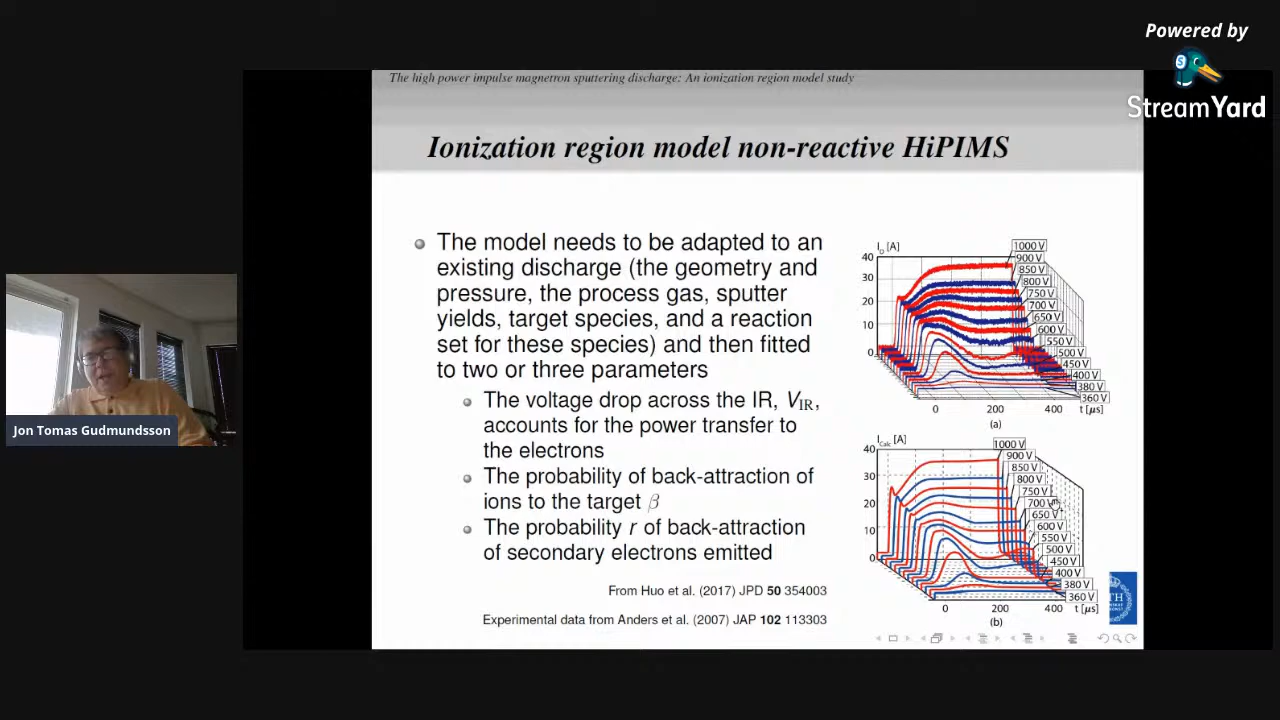 Powered by
StreamYard
The high power impulse magnetron sputtering discharge: An ionization region model study
Ionization region model non-reactive HiPIMS
The model needs to be adapted to an
existing discharge (the geometry and
pressure, the process gas, sputter
yields, target species, and a reaction
set for these species) and then fitted
to two or three parameters
The voltage drop across the IR, V_IR,
accounts for the power transfer to
the electrons
The probability of back-attraction of
ions to the target β
The probability r of back-attraction
of secondary electrons emitted
From Huo et al. (2017) JPD 50 354003
Experimental data from Anders et al. (2007) JAP 102 113303
I_D [A]
40
30
20
10
0
1000 V
900 V
850 V
800 V
750 V
700 V
650 V
600 V
550 V
500 V
450 V
400 V
380 V
360 V
0 200 400 t [μs]
(a)
I_Calc [A]
40
30
20
10
0
1000 V
900 V
850 V
800 V
750 V
700 V
650 V
600 V
550 V
500 V
450 V
400 V
380 V
360 V
0 200 400 t [μs]
(b)
Jon Tomas Gudmundsson